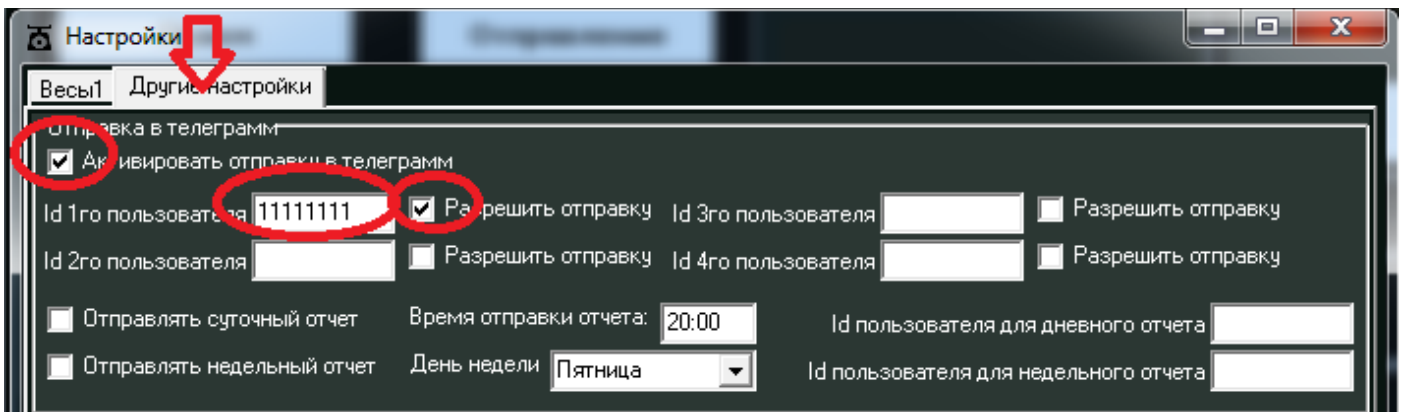 Настройки
Весы1 Другие настройки
Отправка в телеграмм
Активировать отправку в телеграмм
Id 1го пользователя 11111111 Разрешить отправку Id 3го пользователя Разрешить отправку
Id 2го пользователя Разрешить отправку Id 4го пользователя Разрешить отправку
Отправлять суточный отчет Время отправки отчета: 20:00 Id пользователя для дневного отчета
Отправлять недельный отчет День недели Пятница Id пользователя для недельного отчета